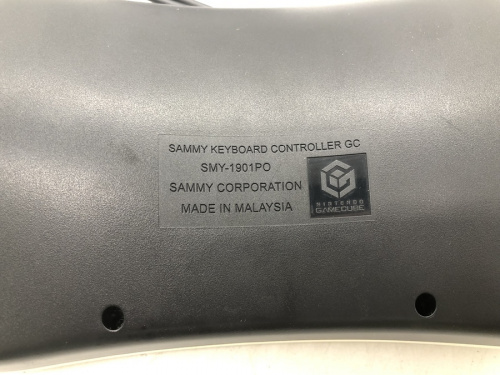 SAMMY KEYBOARD CONTROLLER GC
SMY-1901PO
SAMMY CORPORATION
MADE IN MALAYSIA
NINTENDO
GAMECUBE